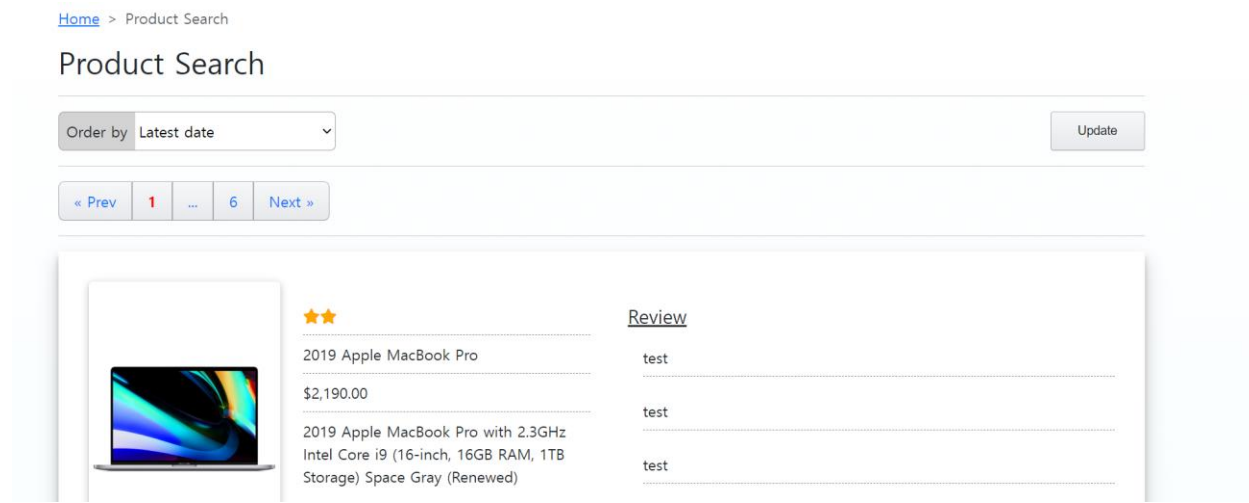 Home > Product Search
Product Search
Order by Latest date
Update
« Prev 1 ... 6 Next »
Review
2019 Apple MacBook Pro
$2,190.00
2019 Apple MacBook Pro with 2.3GHz
Intel Core i9 (16-inch, 16GB RAM, 1TB
Storage) Space Gray (Renewed)
test
test
test